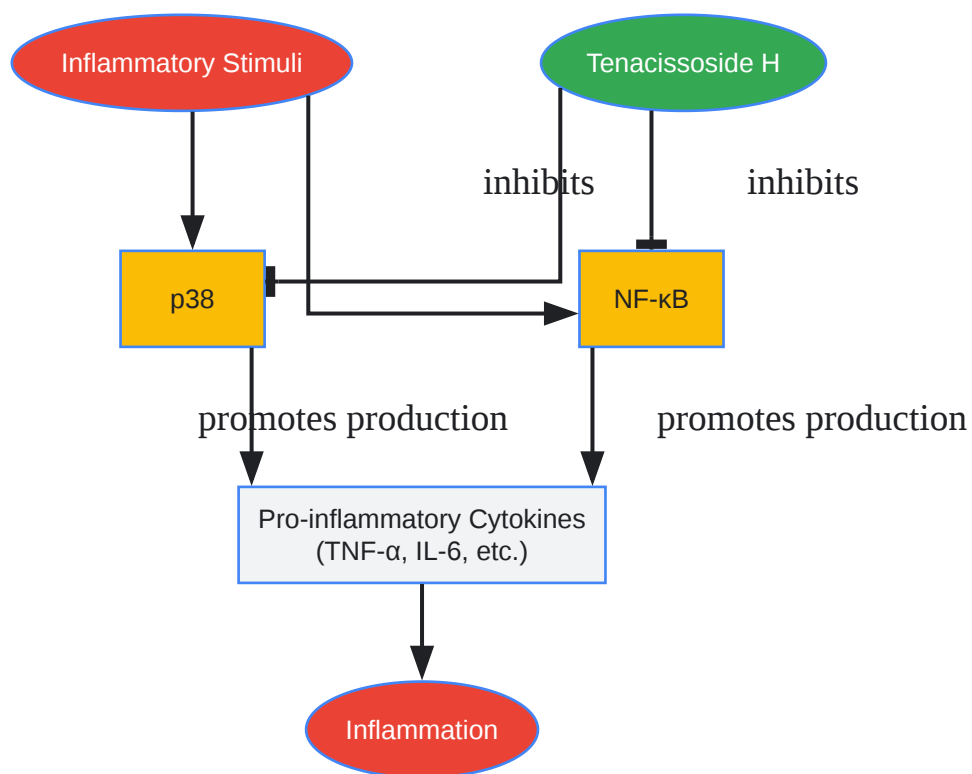 Inflammatory Stimuli
Tenacissoside H
inhibits
inhibits
p38
NF-κB
promotes production
promotes production
Pro-inflammatory Cytokines
(TNF-α, IL-6, etc.)
Inflammation